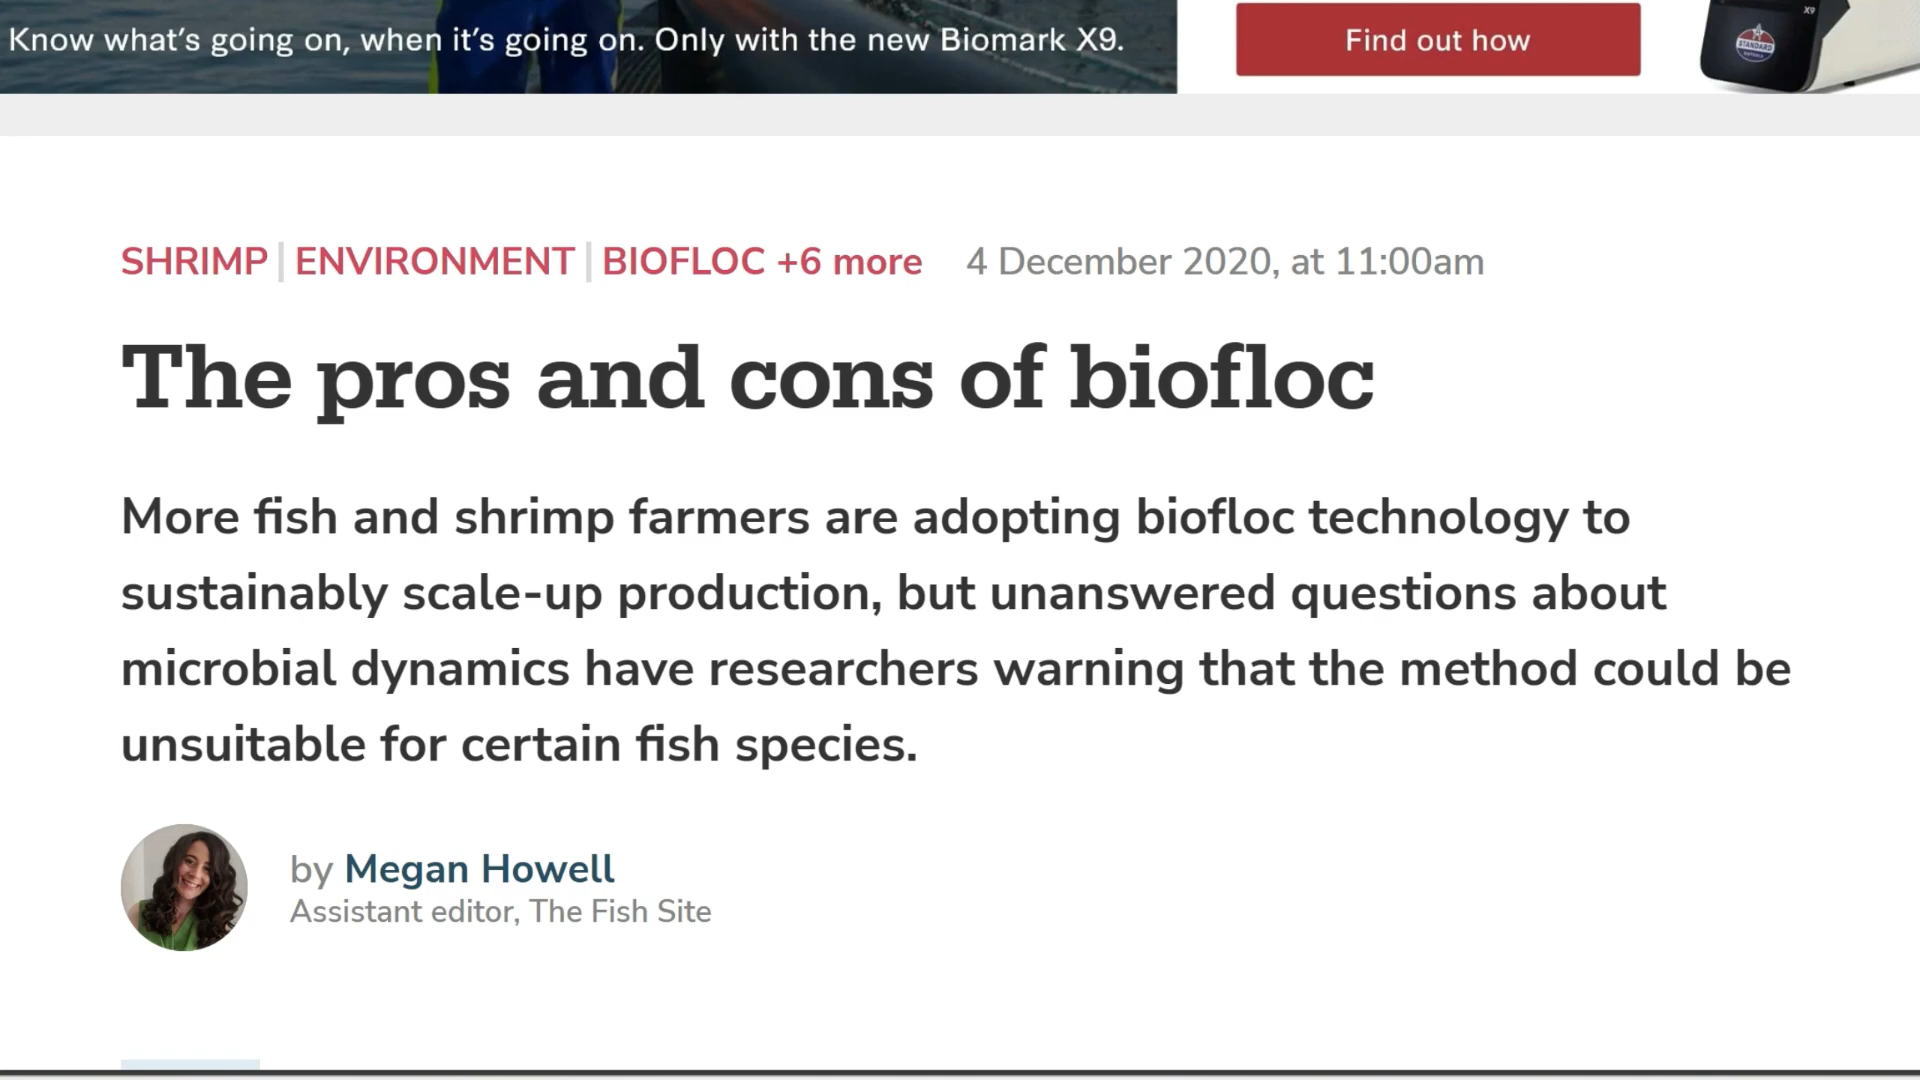 Know what's going on, when it's going on. Only with the new Biomark X9.
Find out how
X9
STANDARD
SHRIMP | ENVIRONMENT | BIOFLOC +6 more 4 December 2020, at 11:00am
The pros and cons of biofloc
More fish and shrimp farmers are adopting biofloc technology to
sustainably scale-up production, but unanswered questions about
microbial dynamics have researchers warning that the method could be
unsuitable for certain fish species.
by Megan Howell
Assistant editor, The Fish Site